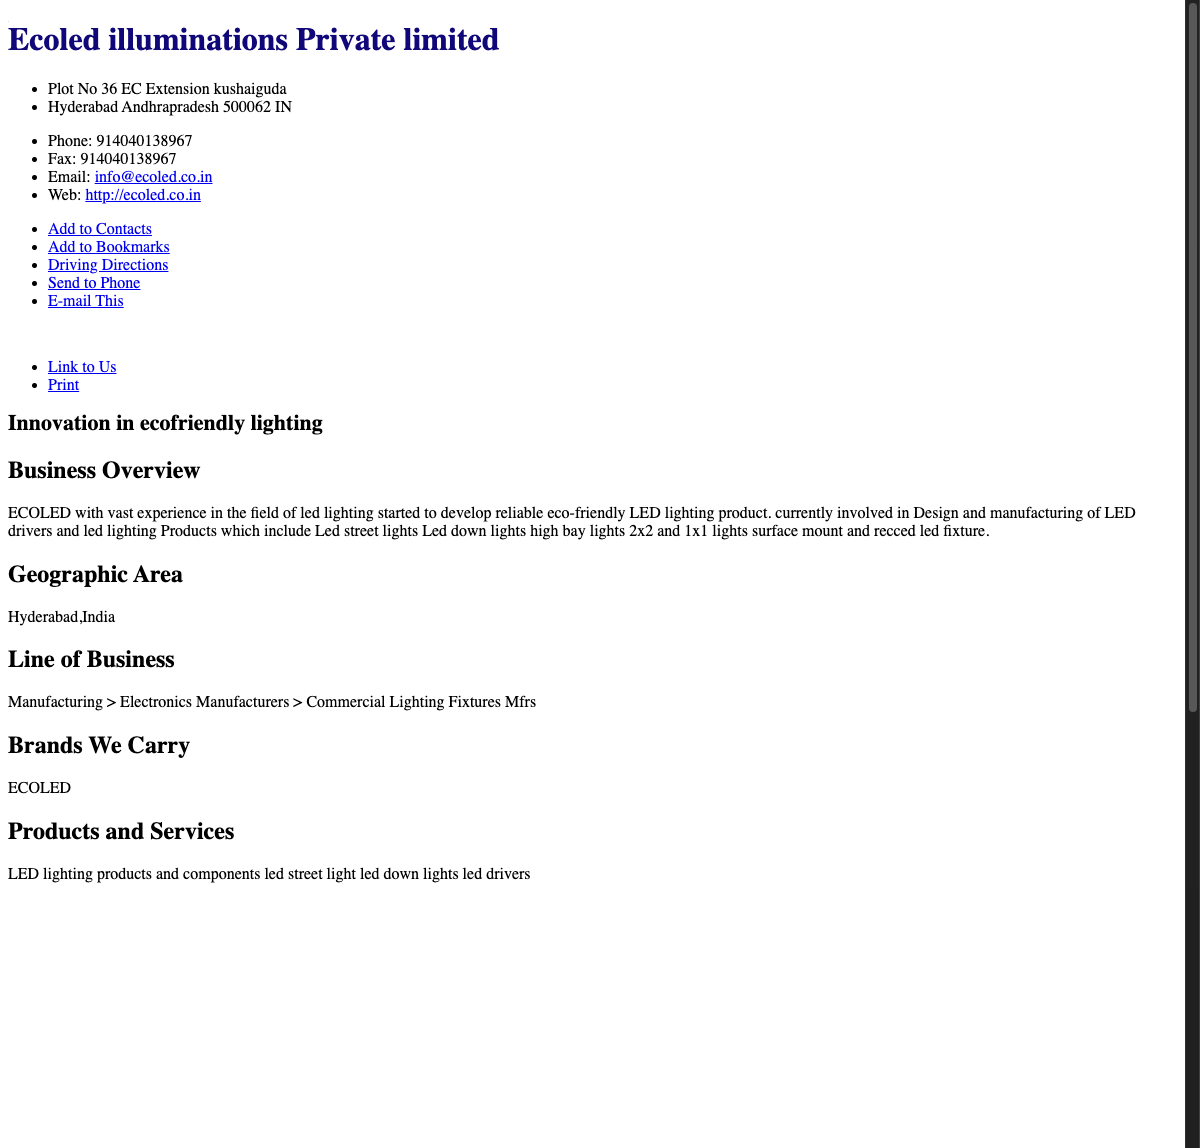 Ecoled illuminations Private limited
Plot No 36 EC Extension kushaiguda
Hyderabad Andhrapradesh 500062 IN
Phone: 914040138967
Fax: 914040138967
Email: info@ecoled.co.in
Web: http://ecoled.co.in
Add to Contacts
Add to Bookmarks
Driving Directions
Send to Phone
E-mail This
Link to Us
Print
Innovation in ecofriendly lighting
Business Overview
ECOLED with vast experience in the field of led lighting started to develop reliable eco-friendly LED lighting product. currently involved in Design and manufacturing of LED
drivers and led lighting Products which include Led street lights Led down lights high bay lights 2x2 and 1x1 lights surface mount and recced led fixture.
Geographic Area
Hyderabad,India
Line of Business
Manufacturing > Electronics Manufacturers > Commercial Lighting Fixtures Mfrs
Brands We Carry
ECOLED
Products and Services
LED lighting products and components led street light led down lights led drivers